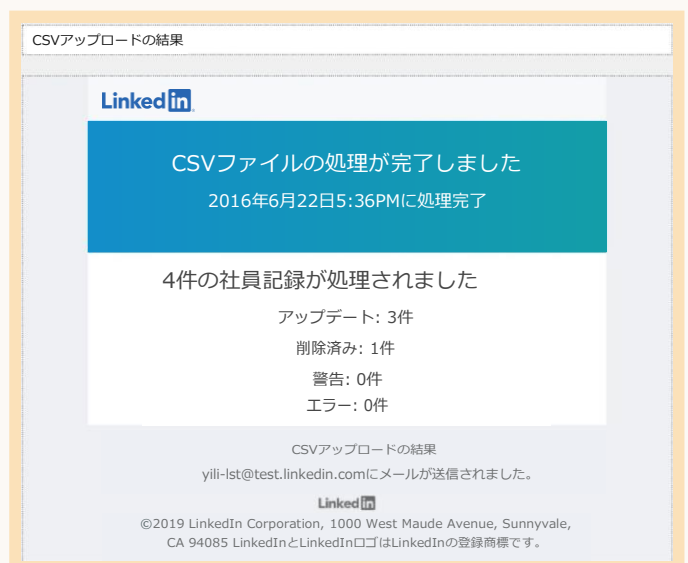 CSVアップロードの結果
Linked in
CSVファイルの処理が完了しました
2016年6月22日5:36PMに処理完了
4件の社員記録が処理されました
アップデート: 3件
削除済み: 1件
警告: 0件
エラー: 0件
CSVアップロードの結果
yili-lst@test.linkedin.comにメールが送信されました。
Linked in
©2019 LinkedIn Corporation, 1000 West Maude Avenue, Sunnyvale,
CA 94085 LinkedInとLinkedInロゴはLinkedInの登録商標です。